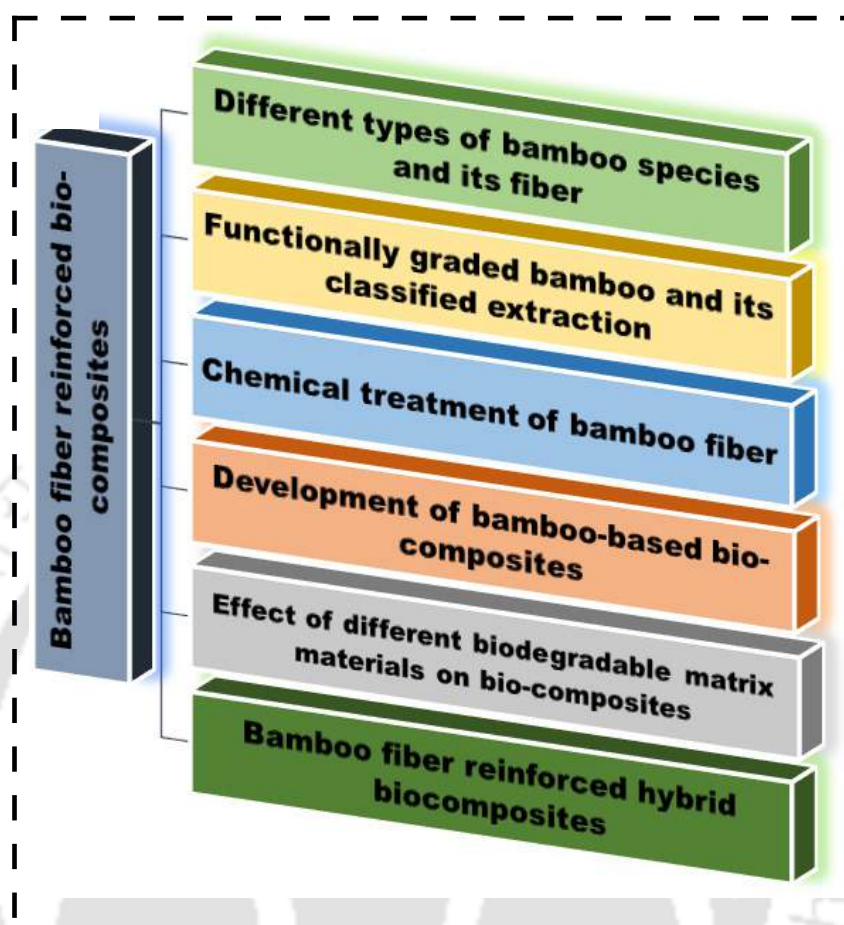 Bamboo fiber reinforced bio-
composites
Different types of bamboo species
and its fiber
Functionally graded bamboo and its
classified extraction
Chemical treatment of bamboo fiber
Development of bamboo-based bio-
composites
Effect of different biodegradable matrix
materials on bio-composites
Bamboo fiber reinforced hybrid
biocomposites